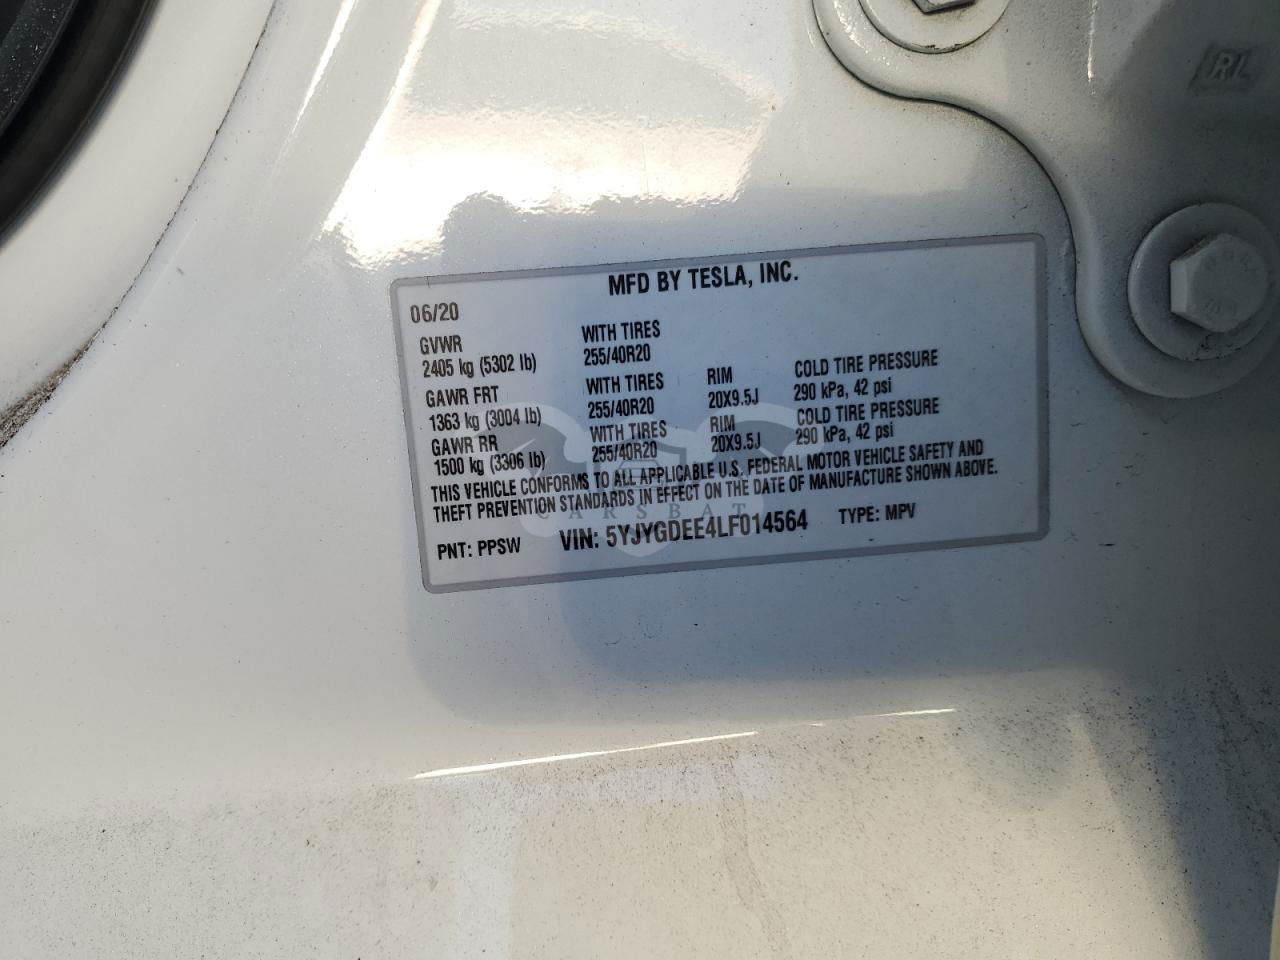 RL
MFD BY TESLA, INC.
06/20
GVWR WITH TIRES
2405 kg (5302 lb) 255/40R20
GAWR FRT WITH TIRES RIM COLD TIRE PRESSURE
1363 kg (3004 lb) 255/40R20 20X9.5J 290 kPa, 42 psi
GAWR RR WITH TIRES RIM COLD TIRE PRESSURE
1500 kg (3306 lb) 255/40R20 20X9.5J 290 kPa, 42 psi
THIS VEHICLE CONFORMS TO ALL APPLICABLE U.S. FEDERAL MOTOR VEHICLE SAFETY AND
THEFT PREVENTION STANDARDS IN EFFECT ON THE DATE OF MANUFACTURE SHOWN ABOVE.
CARSBAT
PNT: PPSW VIN: 5YJYGDEE4LF014564 TYPE: MPV